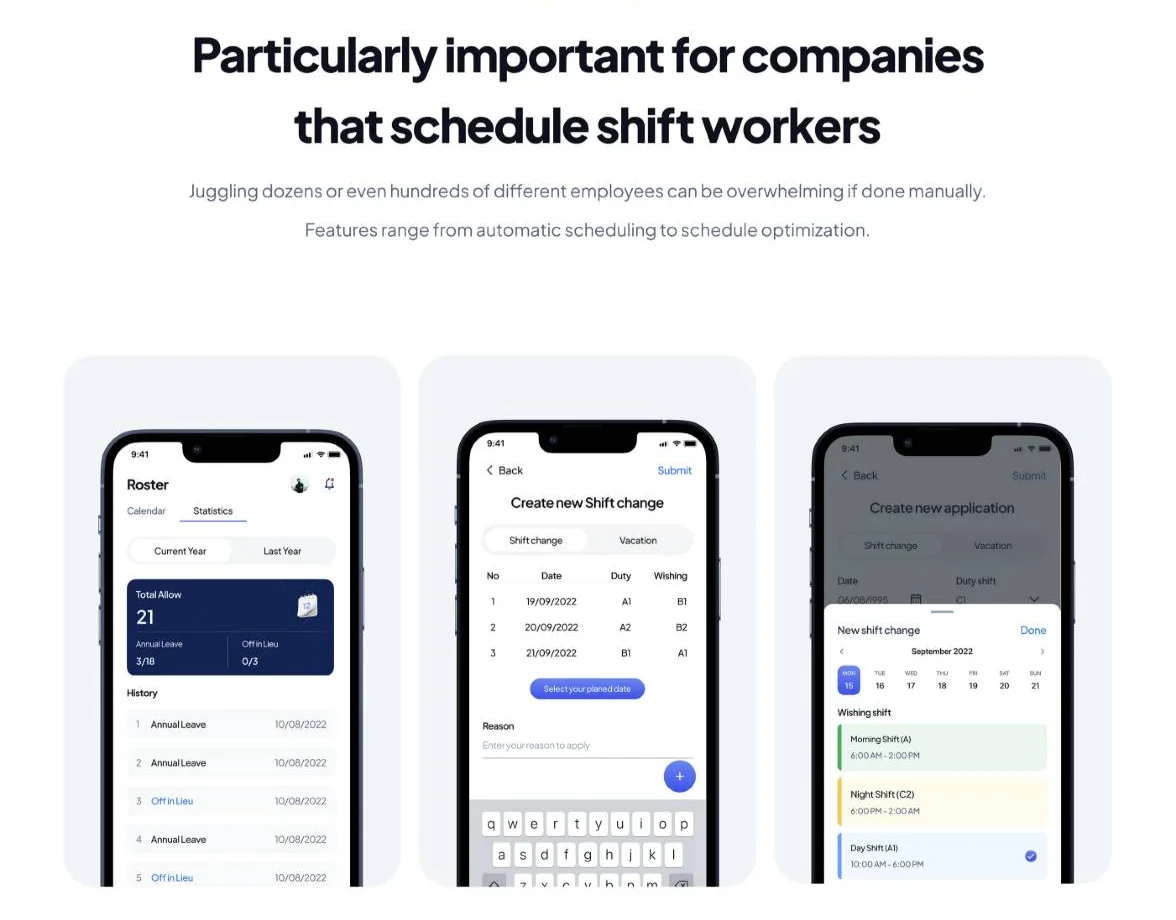 Particularly important for companies
that schedule shift workers
Juggling dozens or even hundreds of different employees can be overwhelming if done manually.
Features range from automatic scheduling to schedule optimization.
9:41
Roster
Calendar Statistics
Current Year Last Year
Total Allow
21
12
Annual Leave Off in Lieu
3/18 0/3
History
1 Annual Leave 10/08/2022
2 Annual Leave 10/08/2022
3 Off in Lieu 10/08/2022
4 Annual Leave 10/08/2022
5 Off in Lieu 10/08/2022
9:41
Back Submit
Create new Shift change
Shift change Vacation
No Date Duty Wishing
1 19/09/2022 A1 B1
2 20/09/2022 A2 B2
3 21/09/2022 B1 A1
Select your planed date
Reason
Enter your reason to apply
+
q w e r t y u i o p
a s d f g h j k l
z x c v b n m
9:41
Back Submit
Create new application
Shift change Vacation
Date Duty shift
06/08/1995 C1
New shift change Done
September 2022
MON TUE WED THU FRI SAT SUN
15 16 17 18 19 20 21
Wishing shift
Morning Shift (A)
6:00 AM - 2:00 PM
Night Shift (C2)
6:00 PM - 2:00 AM
Day Shift (A1)
10:00 AM - 6:00 PM